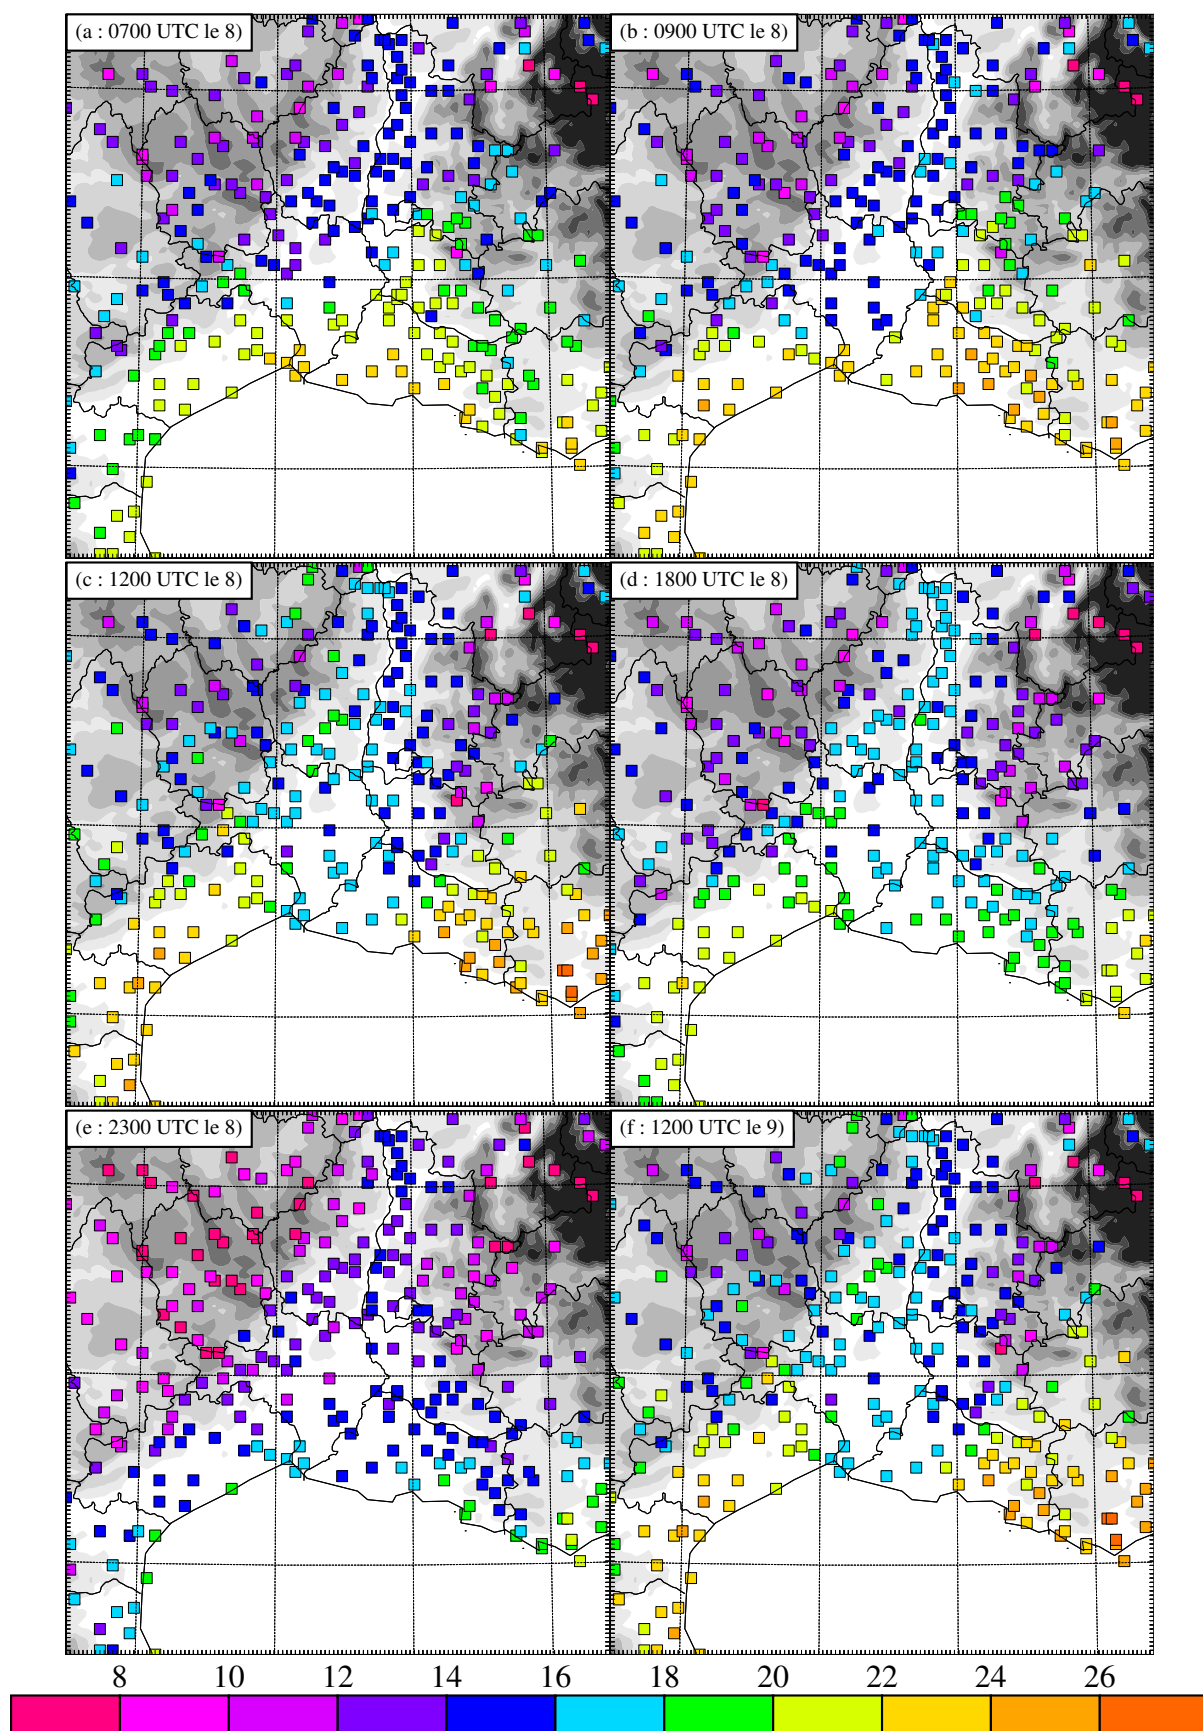 (a : 0700 UTC le 8)
(b : 0900 UTC le 8)
(c : 1200 UTC le 8)
(d : 1800 UTC le 8)
(e : 2300 UTC le 8)
(f : 1200 UTC le 9)
8 10 12 14 16 18 20 22 24 26